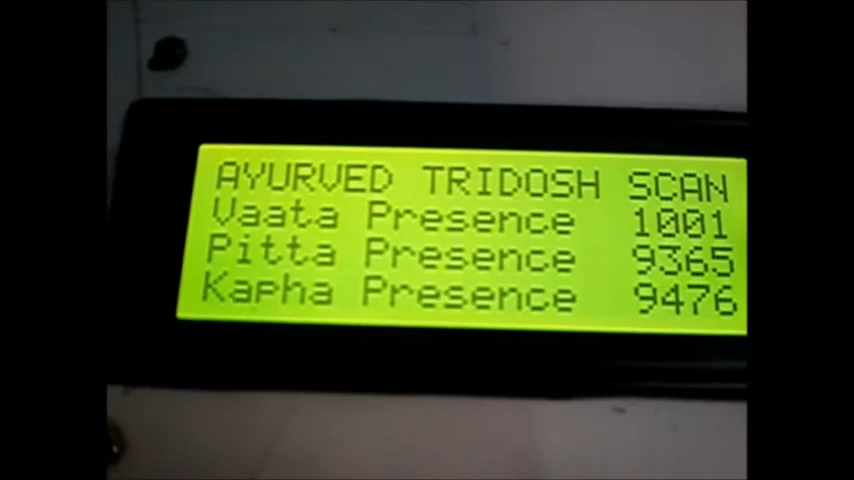 AYURVED TRIDOSH SCAN
Vaata Presence 1001
Pitta Presence 9365
Kapha Presence 9476